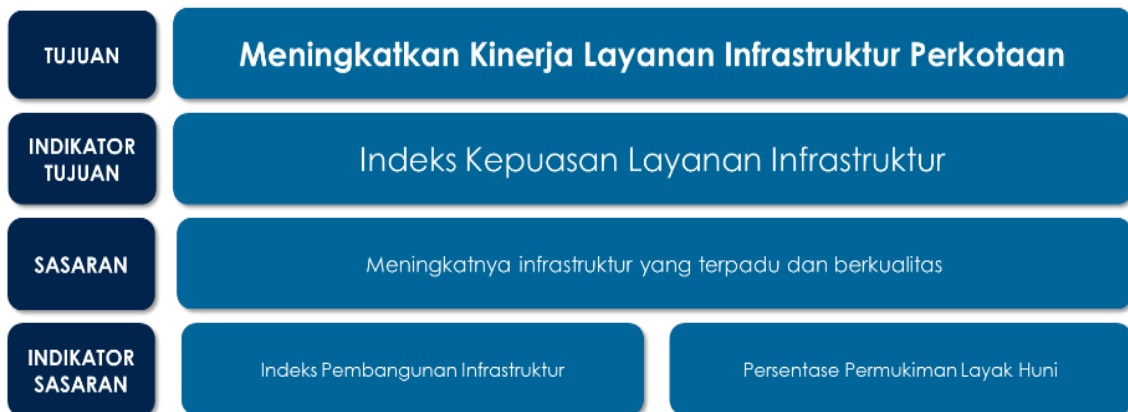 TUJUAN
Meningkatkan Kinerja Layanan Infrastruktur Perkotaan
INDIKATOR
TUJUAN
Indeks Kepuasan Layanan Infrastruktur
SASARAN
Meningkatnya infrastruktur yang terpadu dan berkualitas
INDIKATOR
SASARAN
Indeks Pembangunan Infrastruktur
Persentase Permukiman Layak Huni